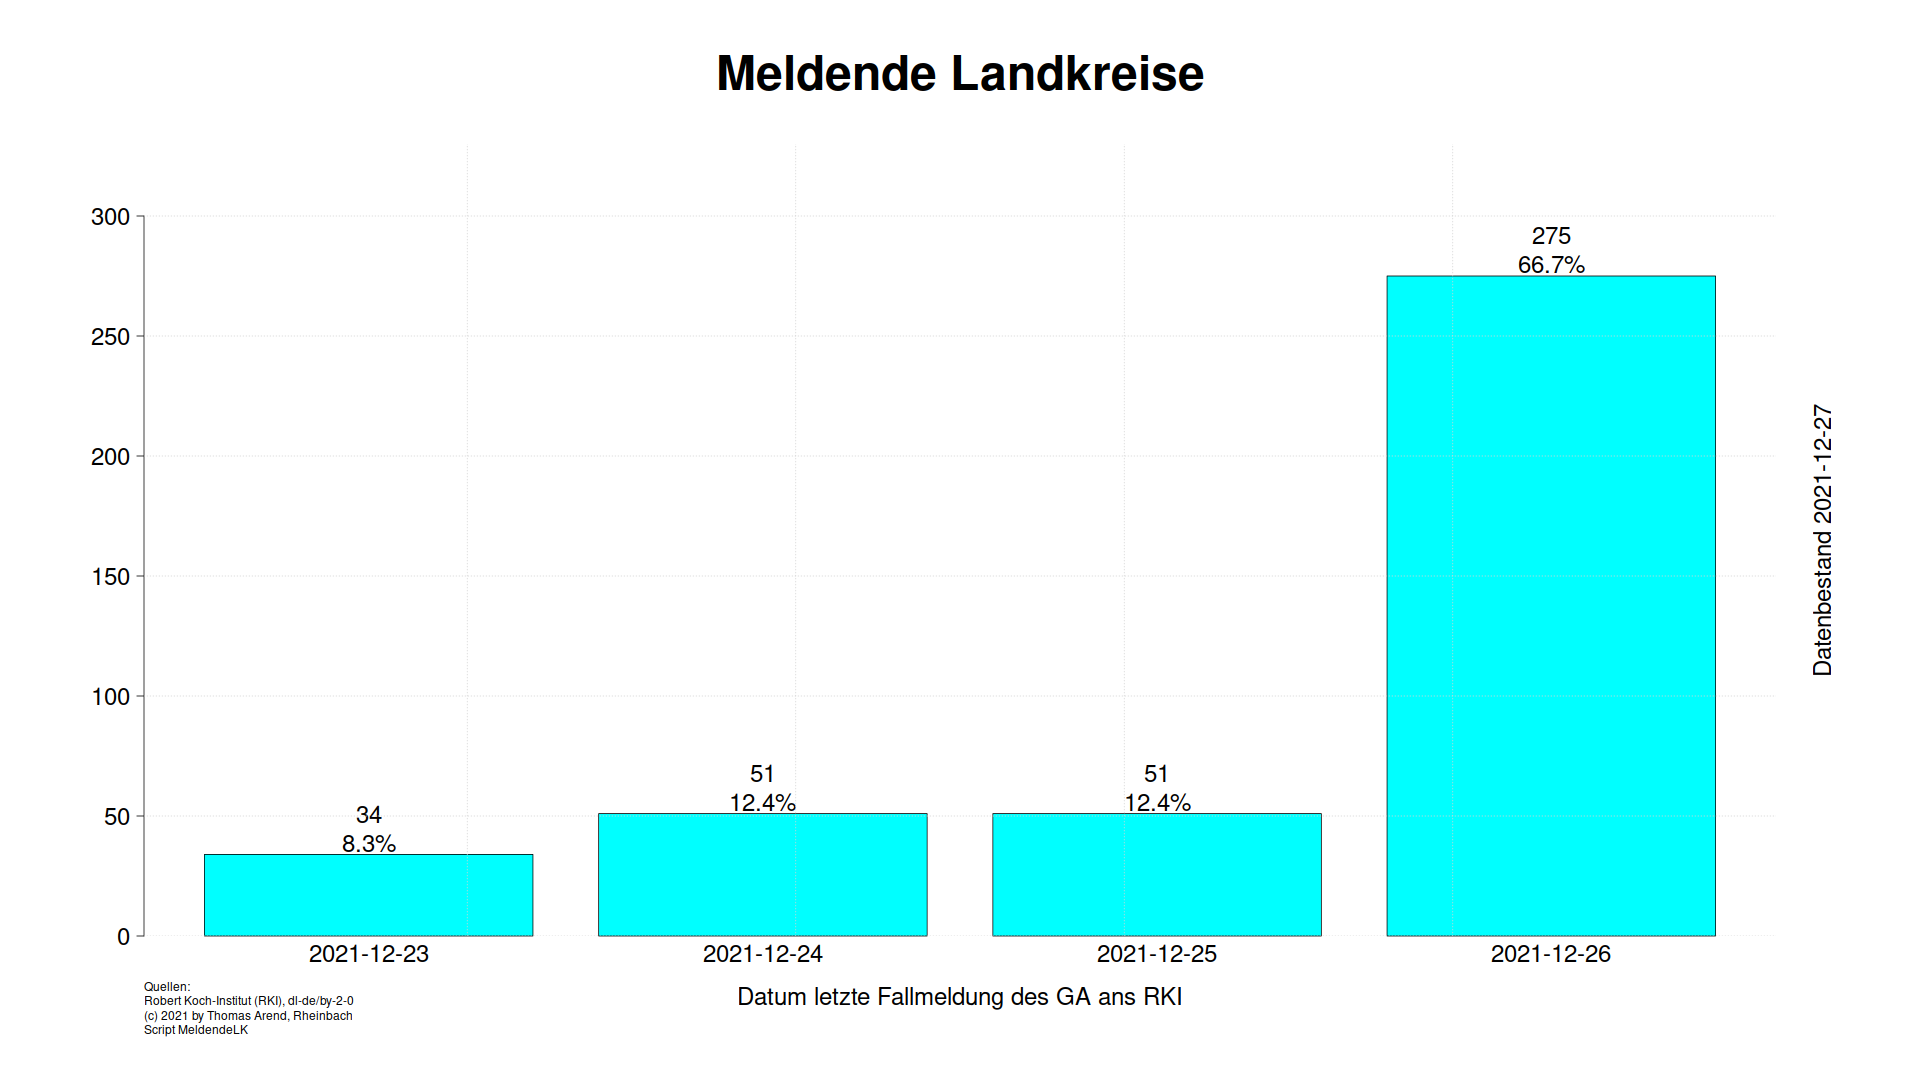 Meldende Landkreise
300
250
200
150
100
50
0
34
8.3%
51
12.4%
51
12.4%
275
66.7%
2021-12-23
2021-12-24
2021-12-25
2021-12-26
Datum letzte Fallmeldung des GA ans RKI
Datenbestand 2021-12-27
Quellen:
Robert Koch-Institut (RKI), dl-de/by-2-0
(c) 2021 by Thomas Arend, Rheinbach
Script MeldendeLK